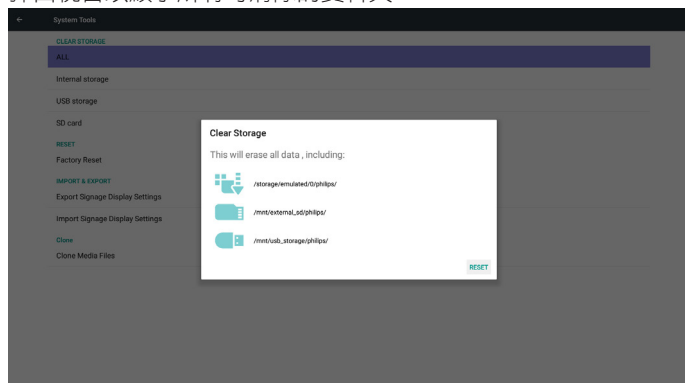 System Tools
CLEAR STORAGE
ALL
Internal storage
USB storage
SD card
RESET
Factory Reset
IMPORT & EXPORT
Export Signage Display Settings
Import Signage Display Settings
Clone
Clone Media Files
Clear Storage
This will erase all data , including:
/storage/emulated/0/philips/
/mnt/external_sd/philips/
/mnt/usb_storage/philips/
RESET